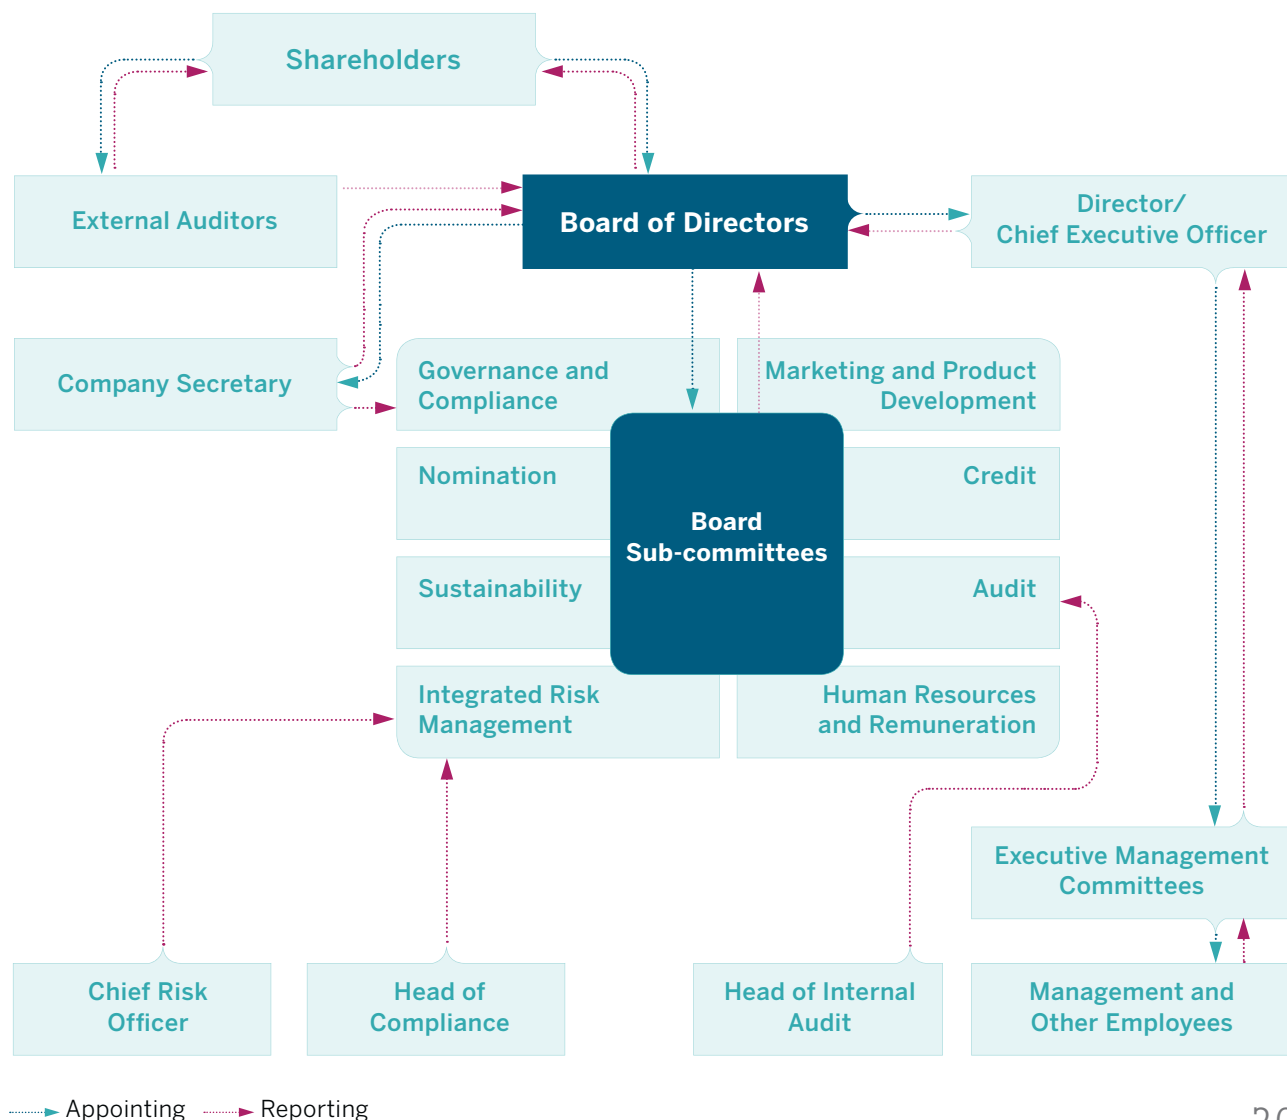 Shareholders
External Auditors
Board of Directors
Director/
Chief Executive Officer
Company Secretary
Governance and
Compliance
Marketing and Product
Development
Nomination
Credit
Board
Sub-committees
Sustainability
Audit
Integrated Risk
Management
Human Resources
and Remuneration
Executive Management
Committees
Chief Risk
Officer
Head of
Compliance
Head of Internal
Audit
Management and
Other Employees
Appointing
Reporting